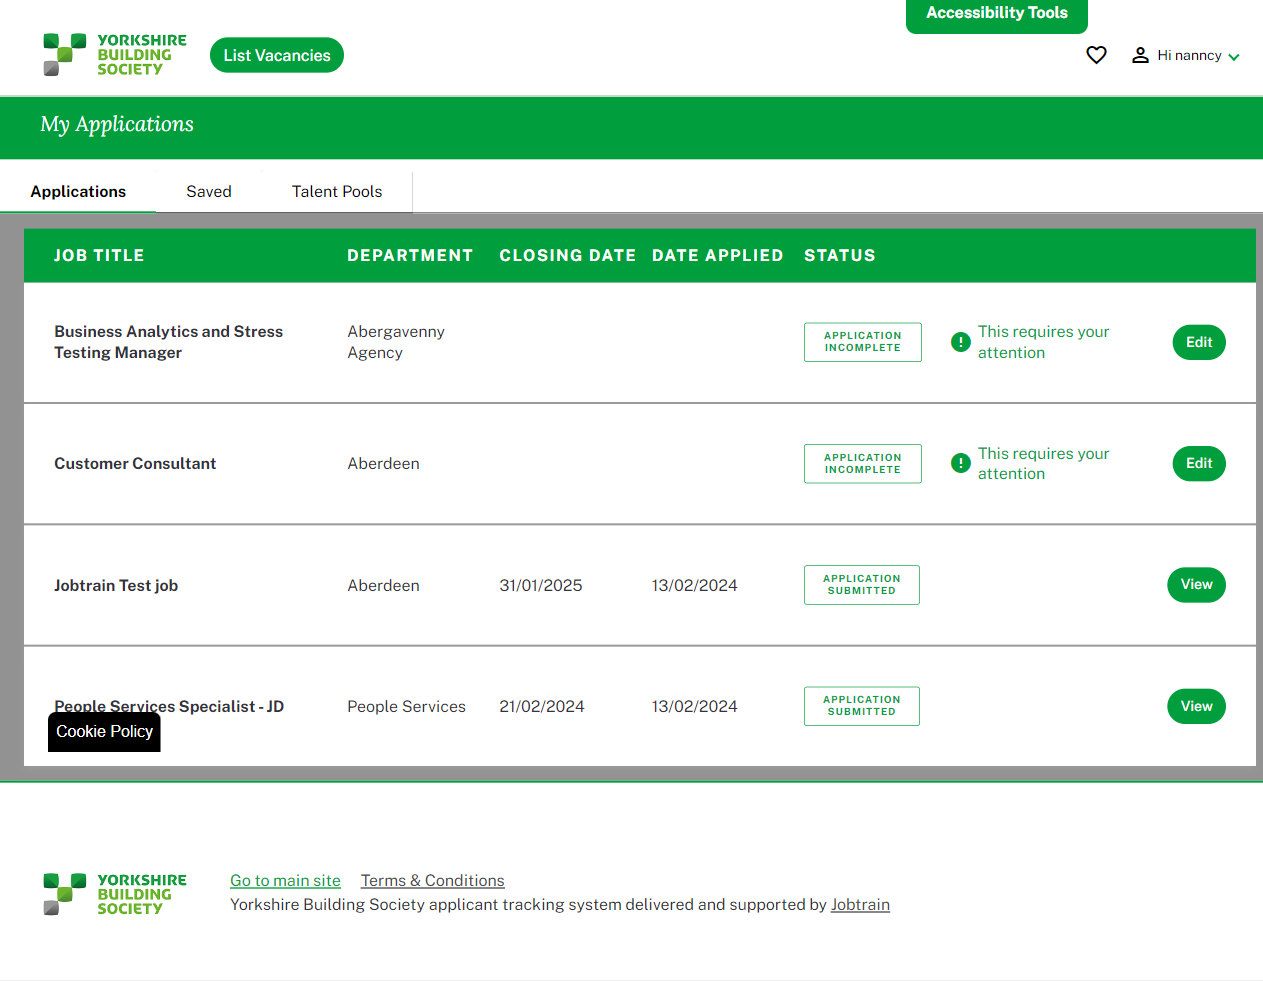 Accessibility Tools
YORKSHIRE
BUILDING
SOCIETY
List Vacancies
Hi nanncy
My Applications
Applications Saved Talent Pools
JOB TITLE DEPARTMENT CLOSING DATE DATE APPLIED STATUS
Business Analytics and Stress
Testing Manager
Abergavenny
Agency
APPLICATION
INCOMPLETE
This requires your
attention
Edit
Customer Consultant
Aberdeen
APPLICATION
INCOMPLETE
This requires your
attention
Edit
Jobtrain Test job
Aberdeen
31/01/2025
13/02/2024
APPLICATION
SUBMITTED
View
People Services Specialist - JD
People Services
21/02/2024
13/02/2024
APPLICATION
SUBMITTED
View
Cookie Policy
YORKSHIRE
BUILDING
SOCIETY
Go to main site Terms & Conditions
Yorkshire Building Society applicant tracking system delivered and supported by Jobtrain